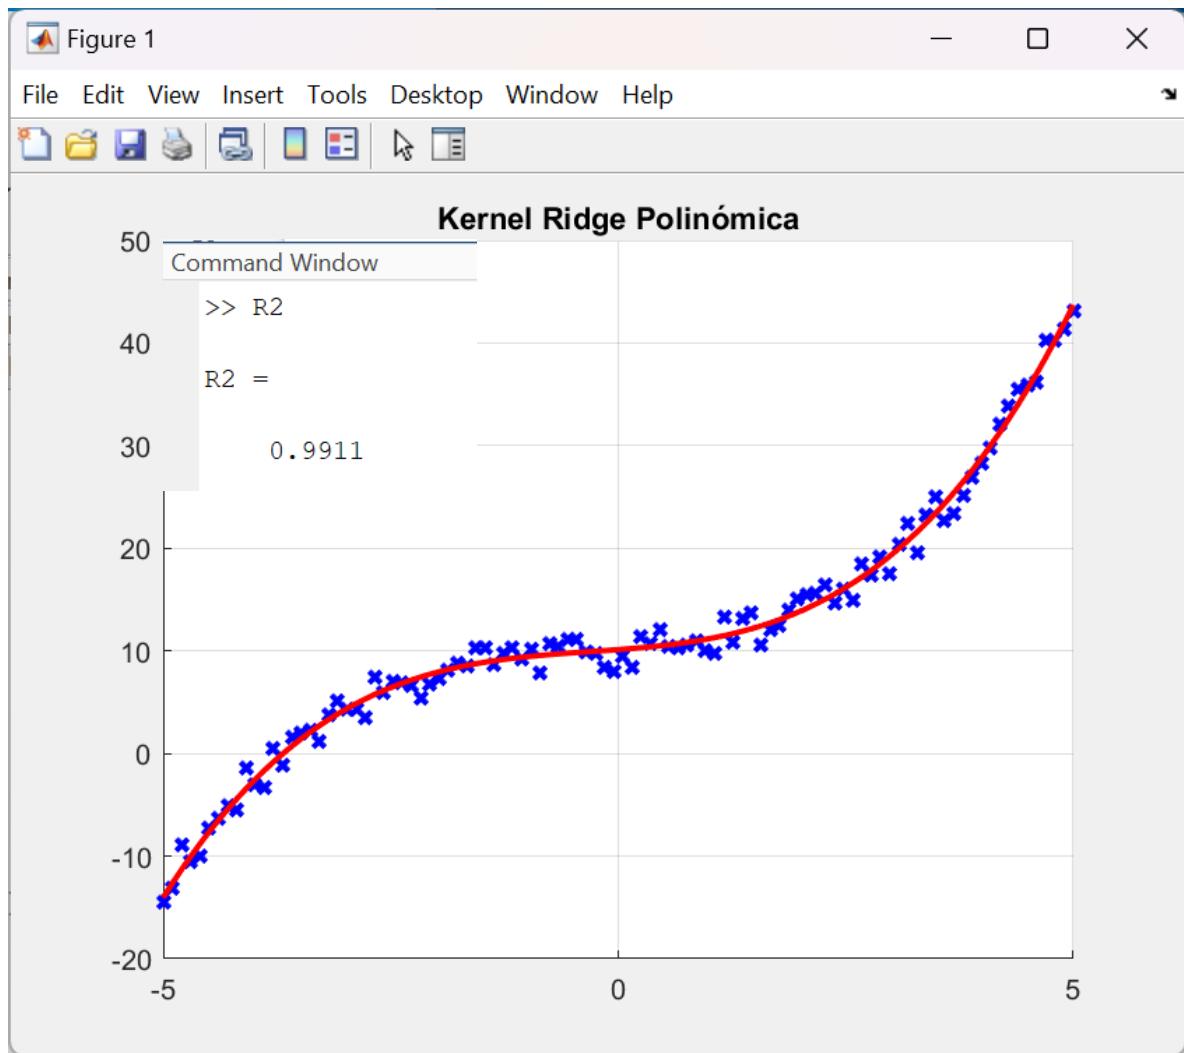 Figure 1
File Edit View Insert Tools Desktop Window Help
Kernel Ridge Polinómica
50
Command Window
>> R2
40
R2 =
30
0.9911
20
10
0
-10
-20
-5 0 5